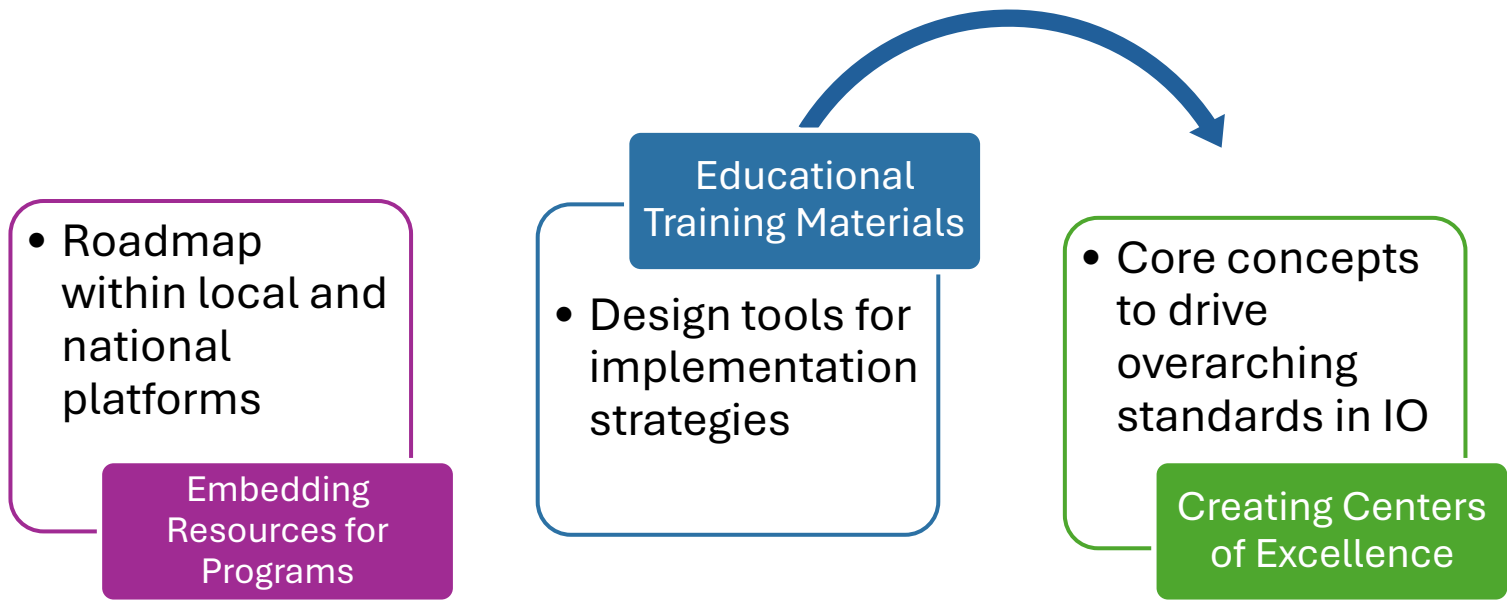 • Roadmap
within local and
national
platforms
Embedding
Resources for
Programs
Educational
Training Materials
• Design tools for
implementation
strategies
• Core concepts
to drive
overarching
standards in IO
Creating Centers
of Excellence